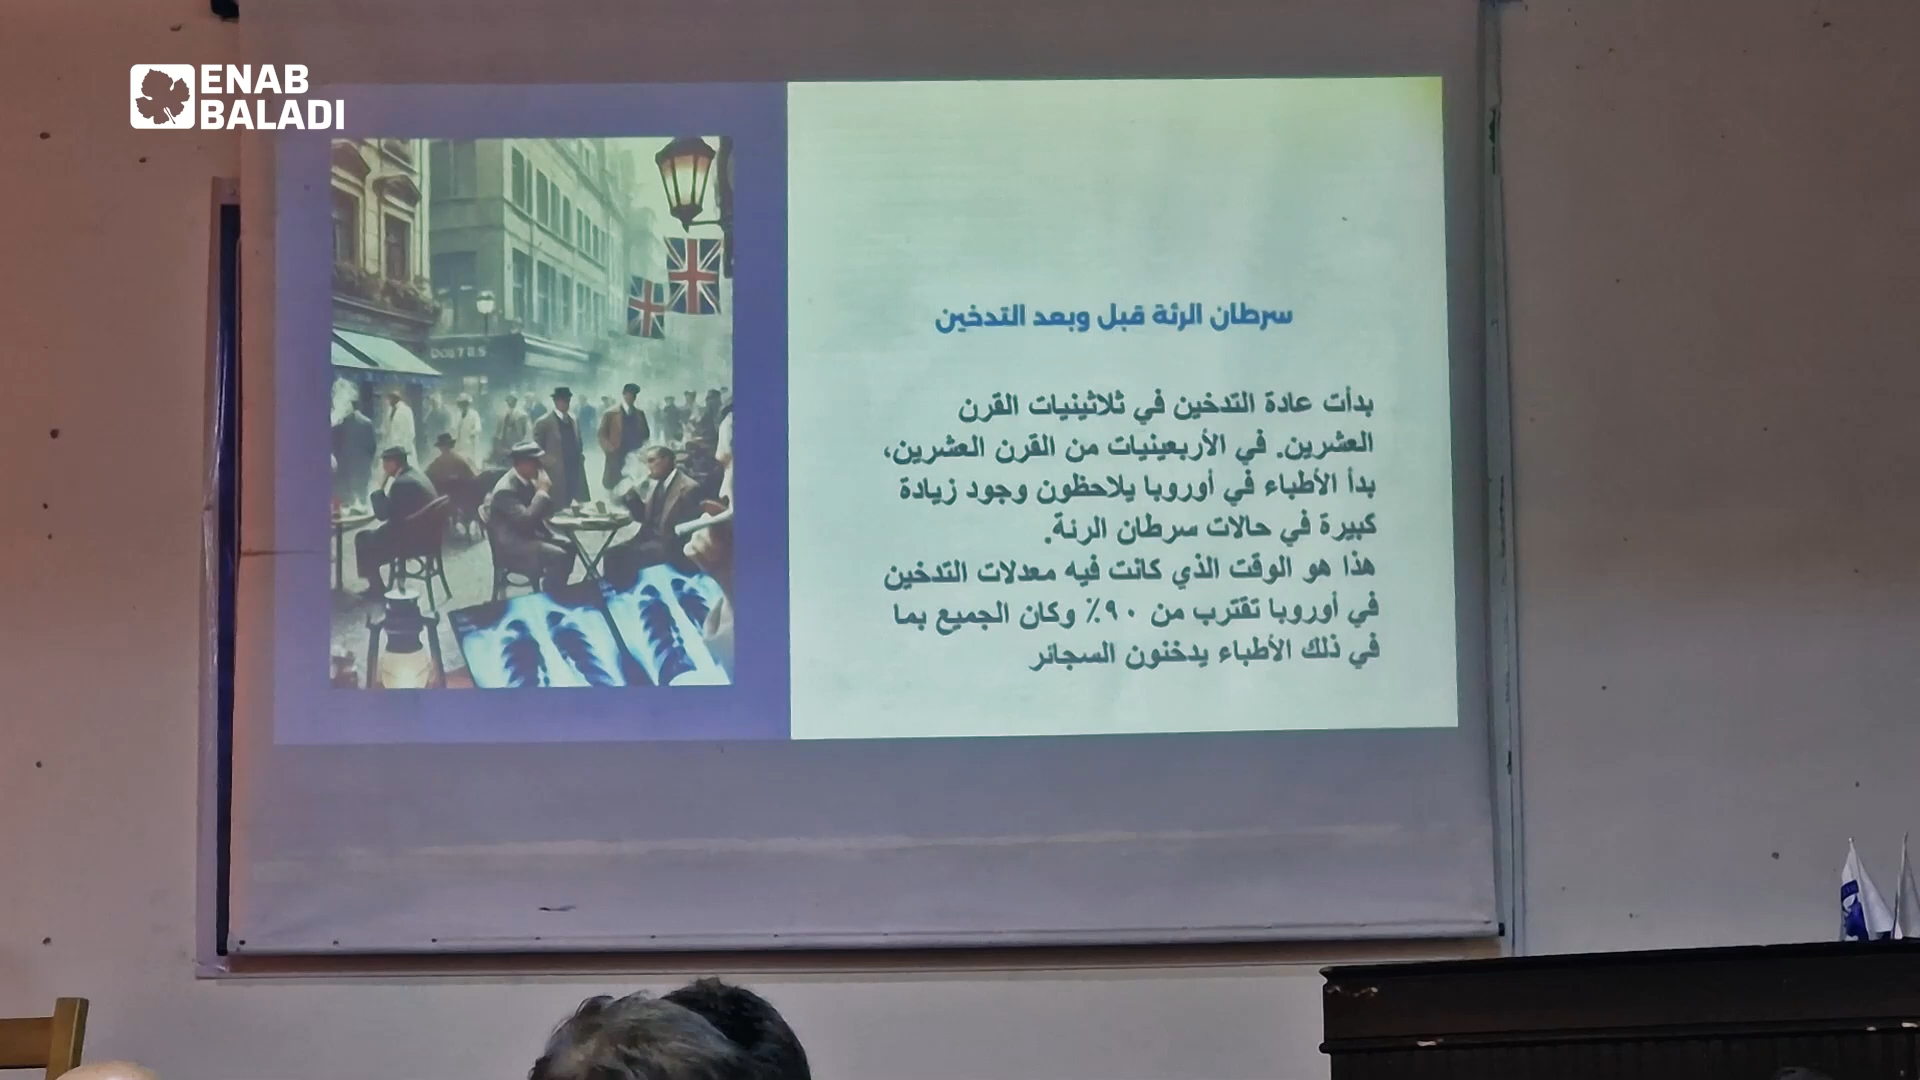 ENAB
BALADI
سرطان الرئة قبل وبعد التدخين
بدأت عادة التدخين في ثلاثينيات القرن
العشرين. في الأربعينيات من القرن العشرين،
بدأ الأطباء في أوروبا يلاحظون وجود زيادة
كبيرة في حالات سرطان الرئة.
هذا هو الوقت الذي كانت فيه معدلات التدخين
في أوروبا تقترب من ٩٠٪ وكان الجميع بما
في ذلك الأطباء يدخنون السجائر